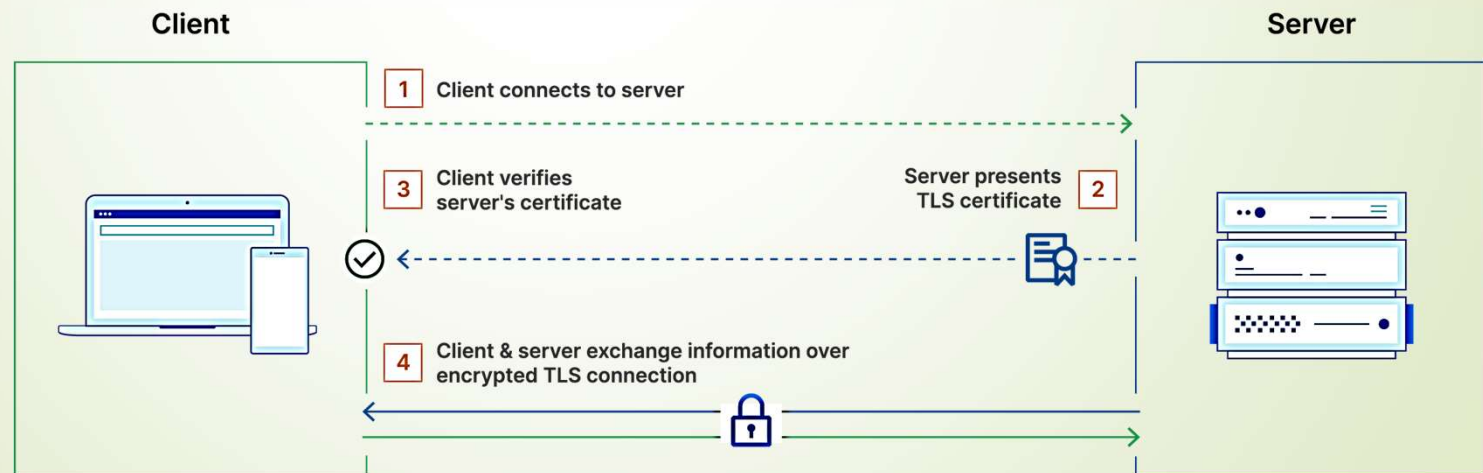 Client
Server
1
Client connects to server
3
Client verifies
server's certificate
Server presents
TLS certificate
2
4
Client & server exchange information over
encrypted TLS connection